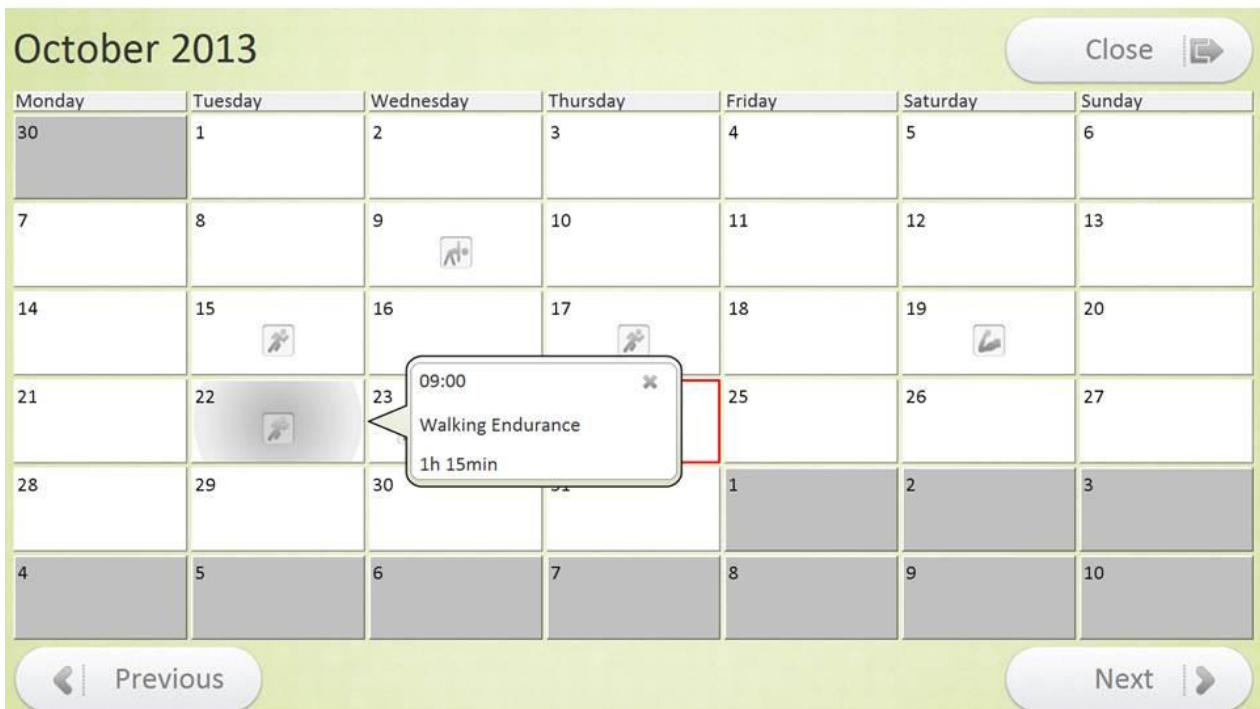 October 2013
Close
Monday Tuesday Wednesday Thursday Friday Saturday Sunday
30 1 2 3 4 5 6
7 8 9 10 11 12 13
14 15 16 17 18 19 20
21 22 23 25 26 27
09:00
Walking Endurance
1h 15min
28 29 30 31 1 2 3
4 5 6 7 8 9 10
Previous
Next